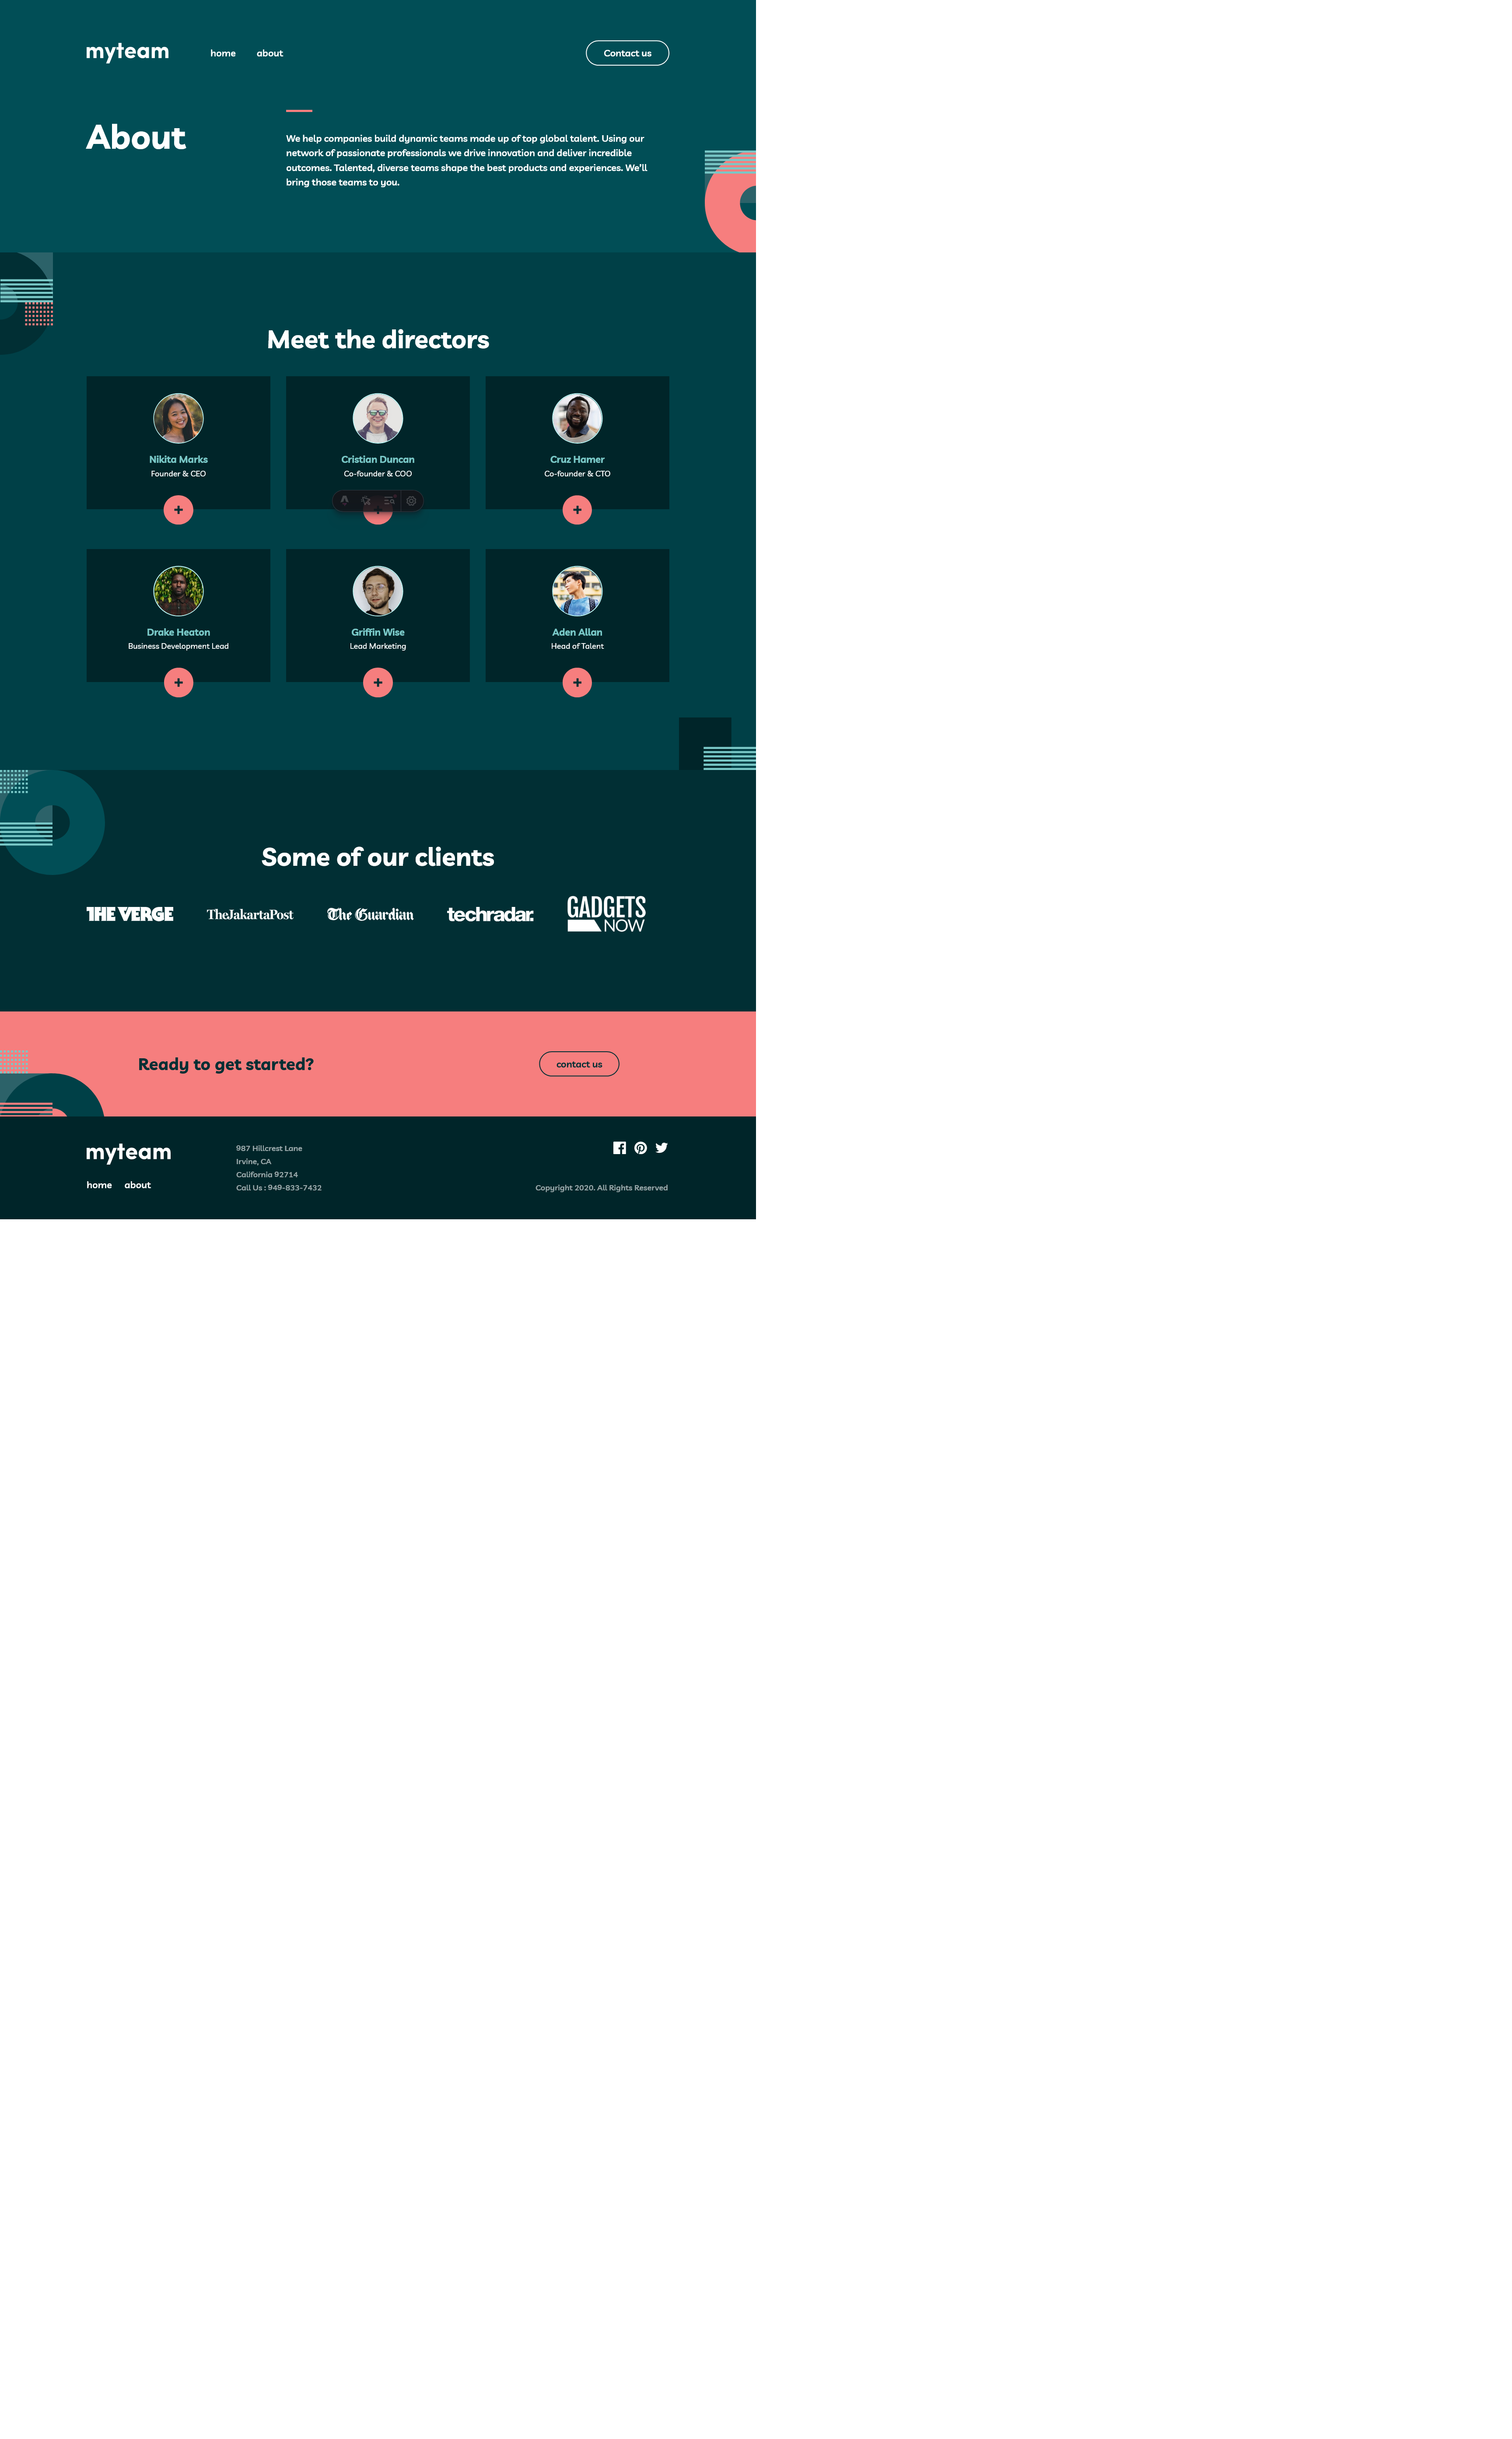 myteam
home
about
Contact us
About
We help companies build dynamic teams made up of top global talent. Using our
network of passionate professionals we drive innovation and deliver incredible
outcomes. Talented, diverse teams shape the best products and experiences. We’ll
bring those teams to you.
Meet the directors
Nikita Marks
Founder & CEO
Cristian Duncan
Co-founder & COO
Cruz Hamer
Co-founder & CTO
Drake Heaton
Business Development Lead
Griffin Wise
Lead Marketing
Aden Allan
Head of Talent
Some of our clients
THE VERGE
TheJakartaPost
The Guardian
techradar.
GADGETS
NOW
Ready to get started?
contact us
myteam
home
about
987 Hillcrest Lane
Irvine, CA
California 92714
Call Us : 949-833-7432
Copyright 2020. All Rights Reserved